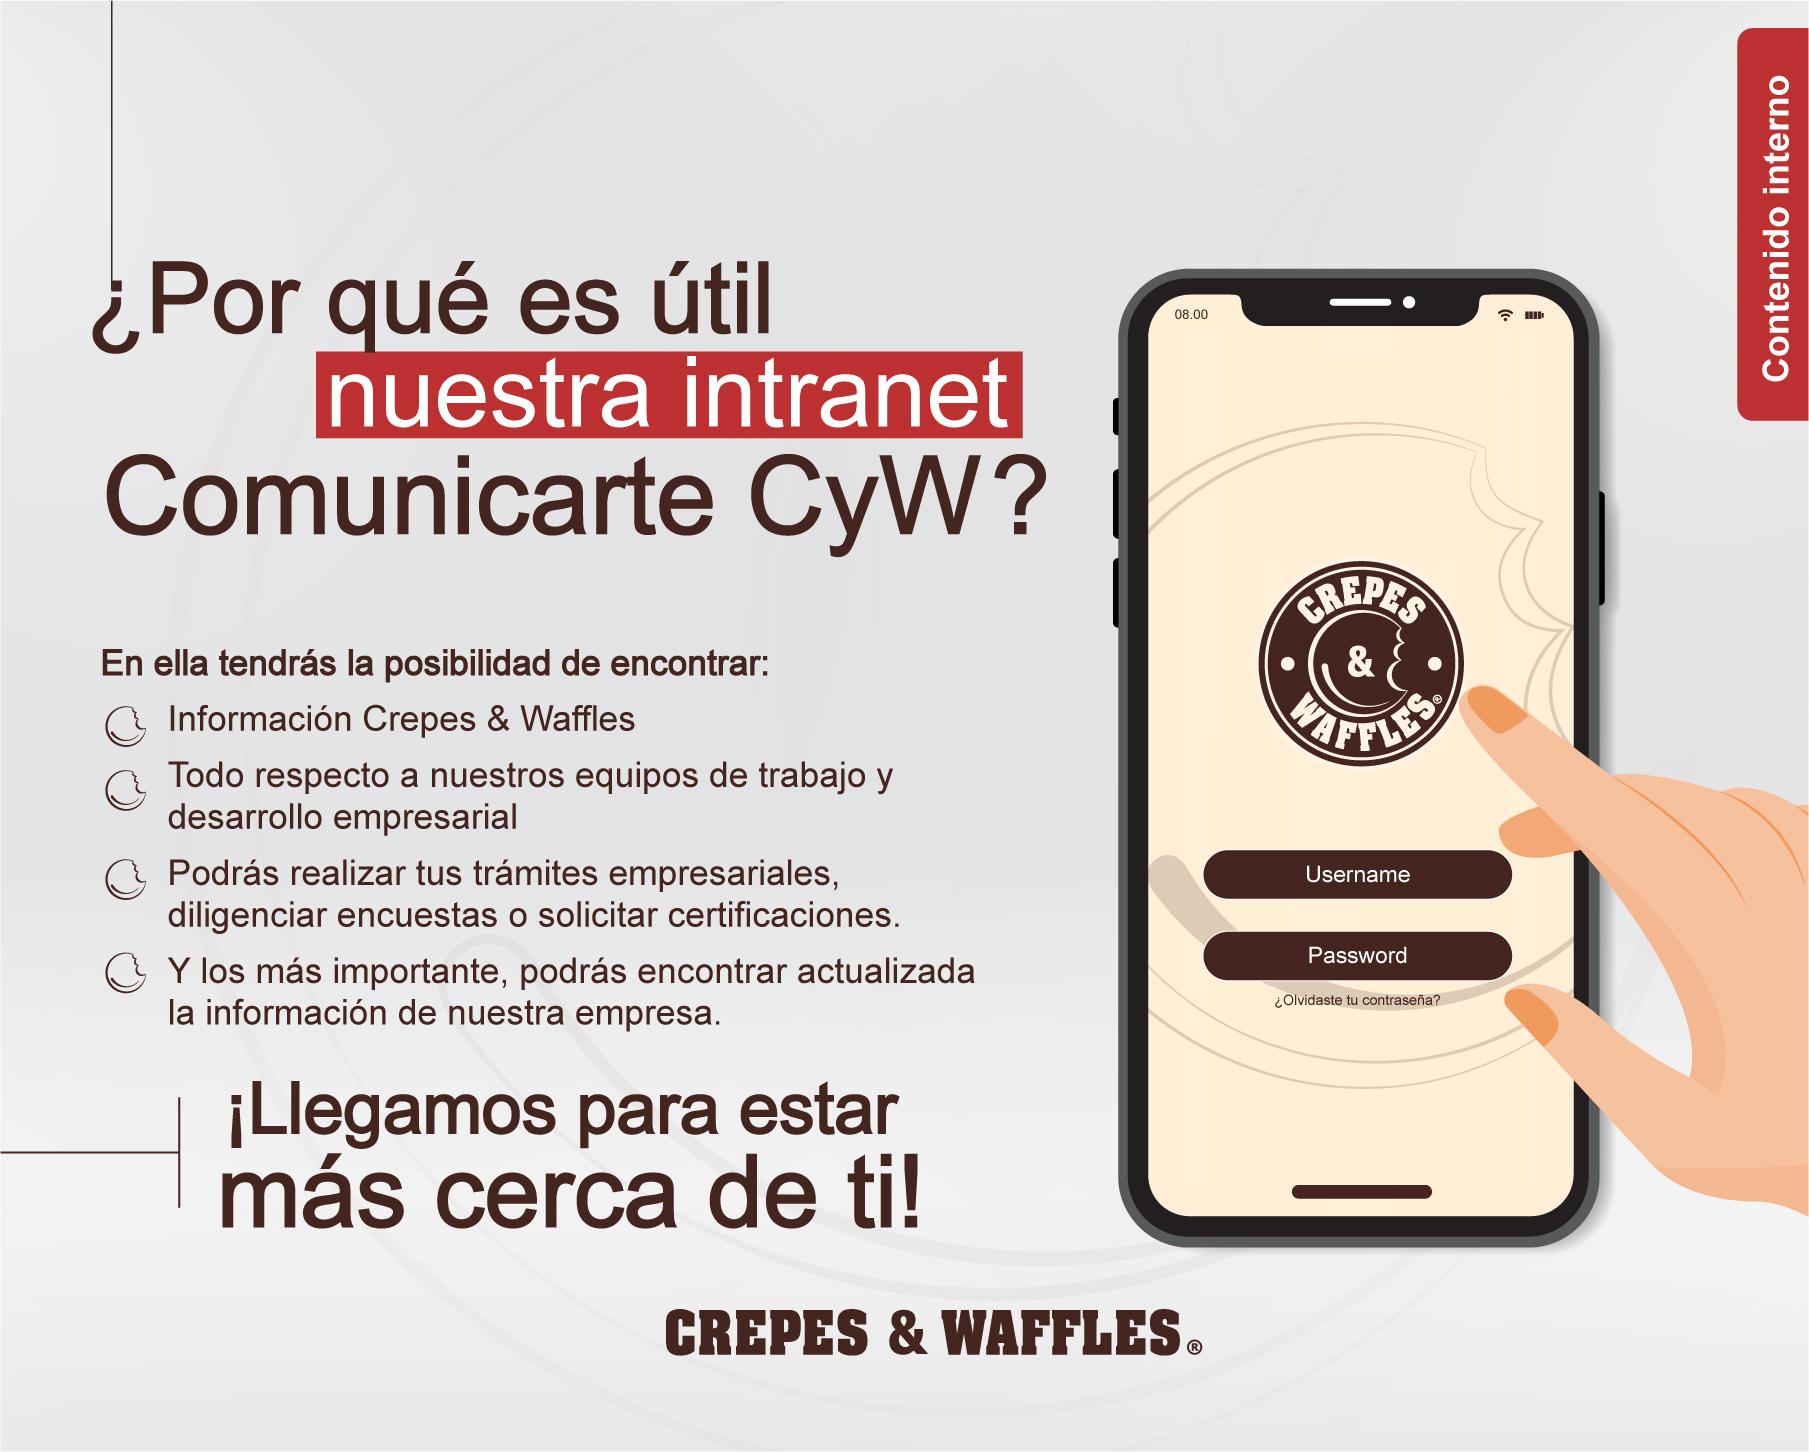 Contenido interno
¿Por qué es útil
nuestra intranet
Comunicarte CyW?
En ella tendrás la posibilidad de encontrar:
Información Crepes & Waffles
Todo respecto a nuestros equipos de trabajo y
desarrollo empresarial
Podrás realizar tus trámites empresariales,
diligenciar encuestas o solicitar certificaciones.
Y los más importante, podrás encontrar actualizada
la información de nuestra empresa.
¡Llegamos para estar
más cerca de ti!
08.00
CREPES
&
WAFFLES®
Username
Password
¿Olvidaste tu contraseña?
CREPES & WAFFLES®